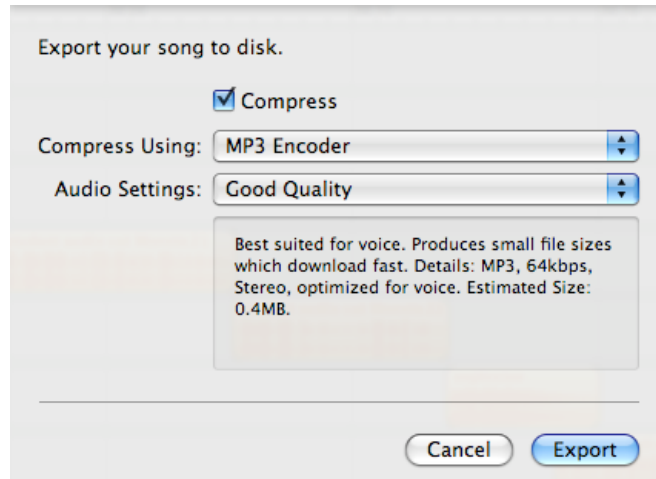 Export your song to disk.
Compress
Compress Using: MP3 Encoder
Audio Settings: Good Quality
Best suited for voice. Produces small file sizes
which download fast. Details: MP3, 64kbps,
Stereo, optimized for voice. Estimated Size:
0.4MB.
Cancel Export